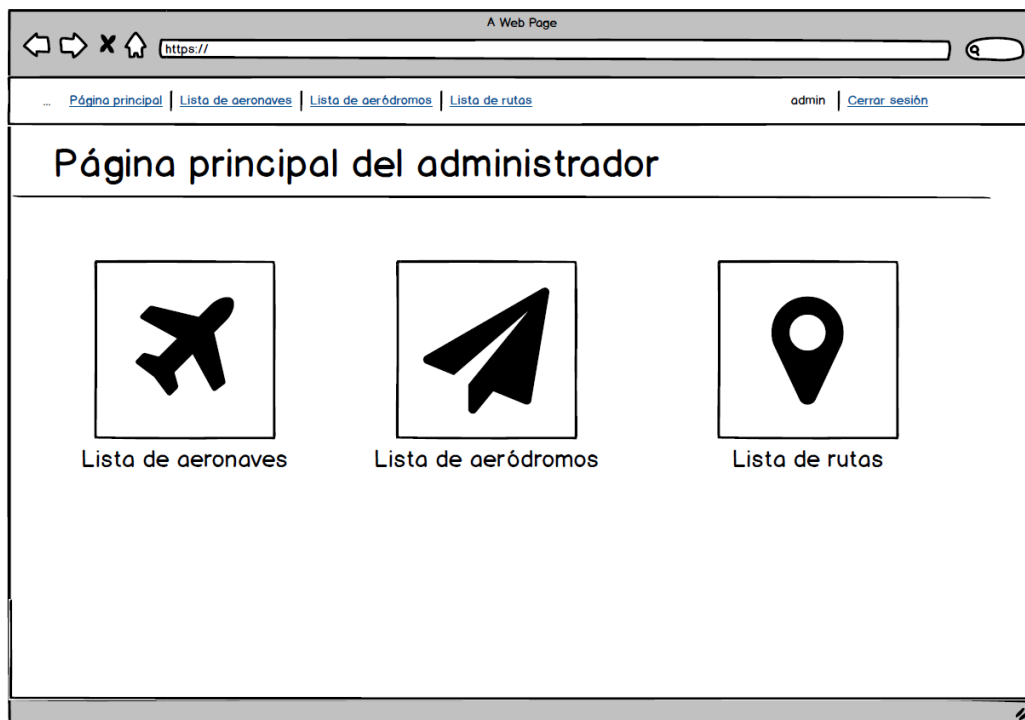 A Web Page
https://
... Página principal | Lista de aeronaves | Lista de aeródromos | Lista de rutas admin | Cerrar sesión
Página principal del administrador
Lista de aeronaves Lista de aeródromos Lista de rutas